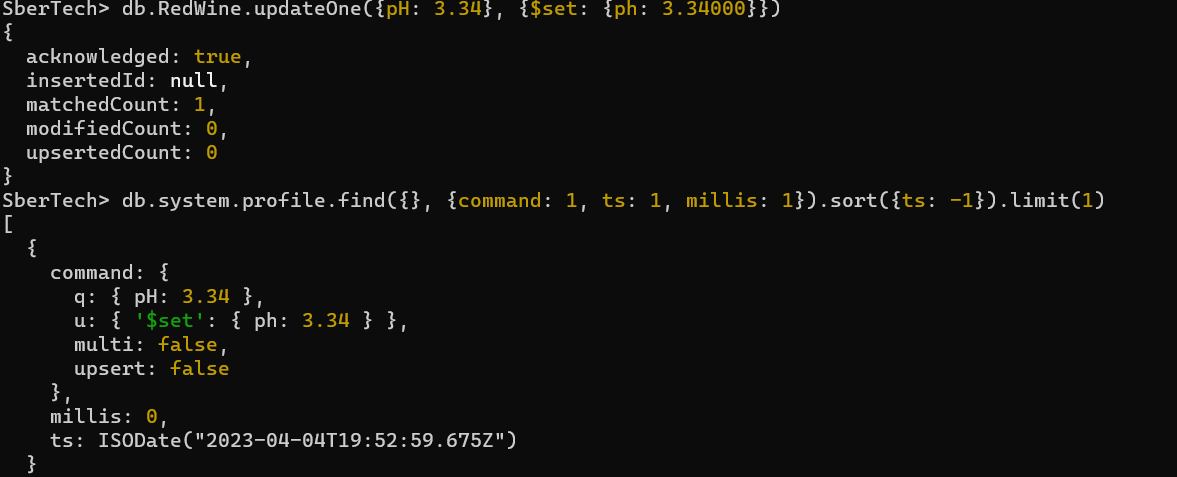 SberTech> db.RedWine.updateOne({pH: 3.34}, {$set: {ph: 3.34000}})
{
  acknowledged: true,
  insertedId: null,
  matchedCount: 1,
  modifiedCount: 0,
  upsertedCount: 0
}
SberTech> db.system.profile.find({}, {command: 1, ts: 1, millis: 1}).sort({ts: -1}).limit(1)
[
  {
    command: {
      q: { pH: 3.34 },
      u: { '$set': { ph: 3.34 } },
      multi: false,
      upsert: false
    },
    millis: 0,
    ts: ISODate("2023-04-04T19:52:59.675Z")
  }